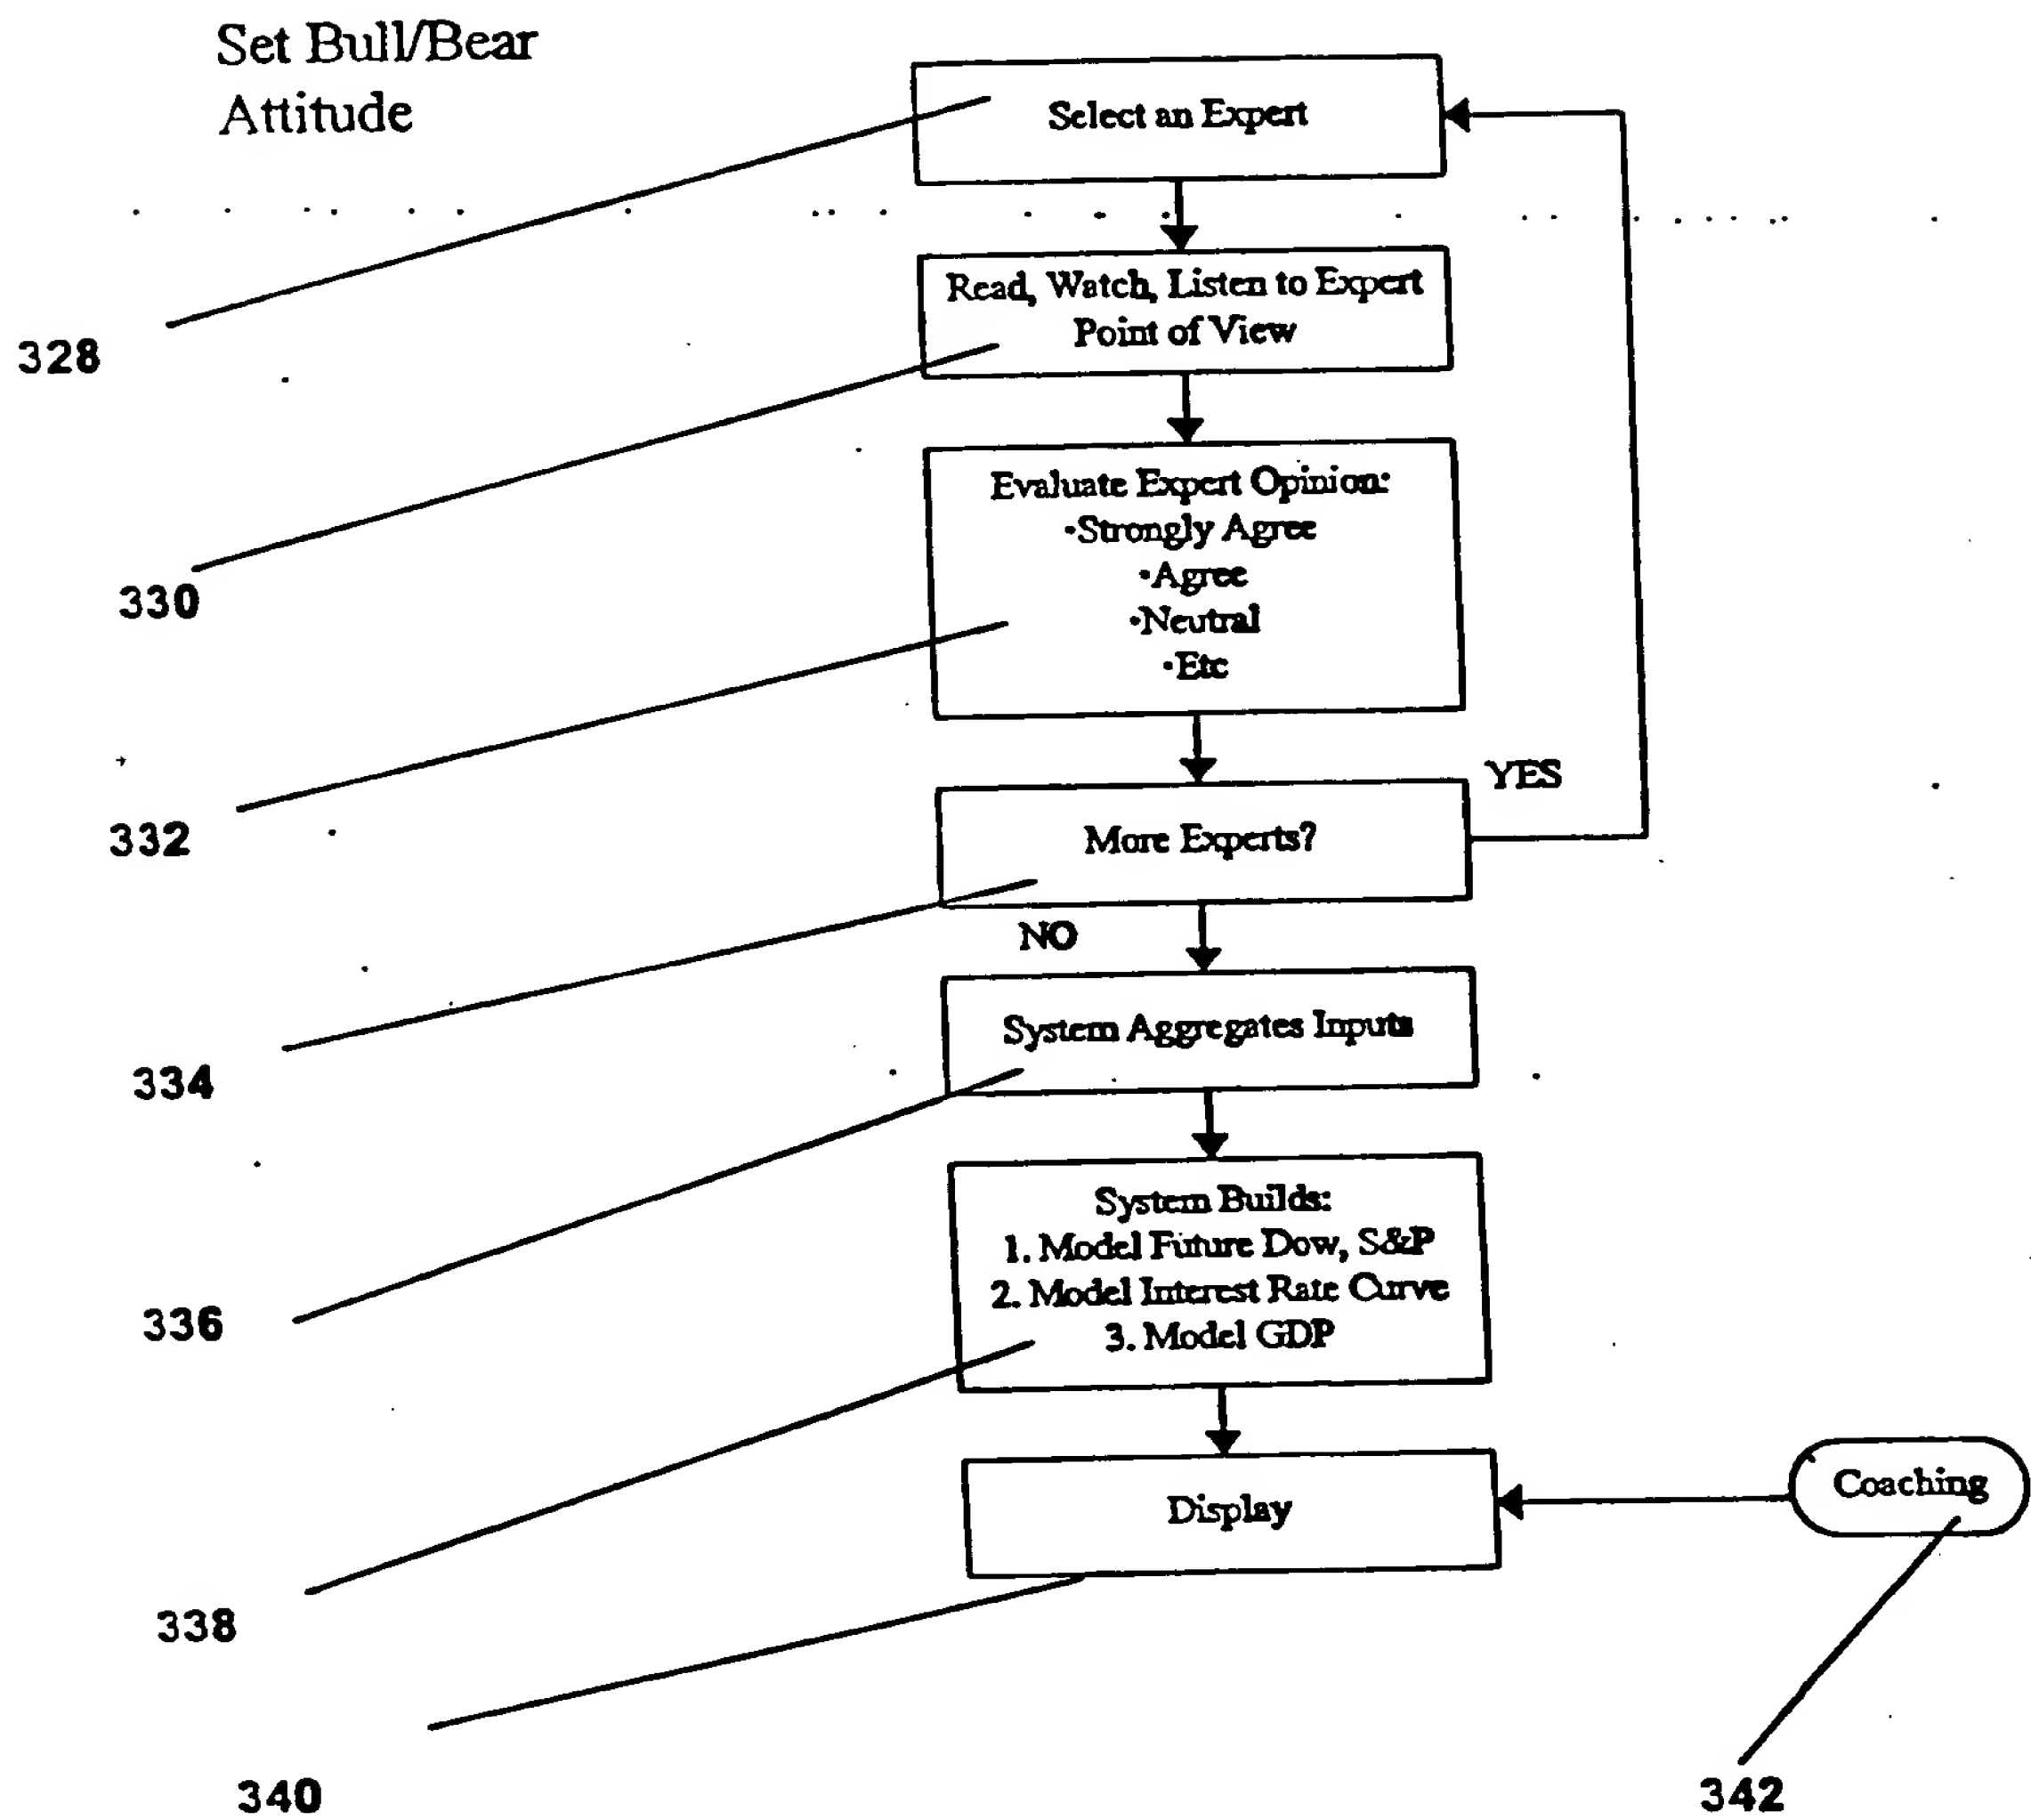 Set Bull/Bear
Attitude
Select an Expert
328
Read, Watch, Listen to Expert
Point of View
330
Evaluate Expert Opinion:
•Strongly Agree
•Agree
•Neutral
•Etc
332
YES
More Experts?
334
NO
System Aggregates Inputs
336
System Builds:
1. Model Future Dow, S&P
2. Model Interest Rate Curve
3. Model GDP
338
Display
Coaching
340
342